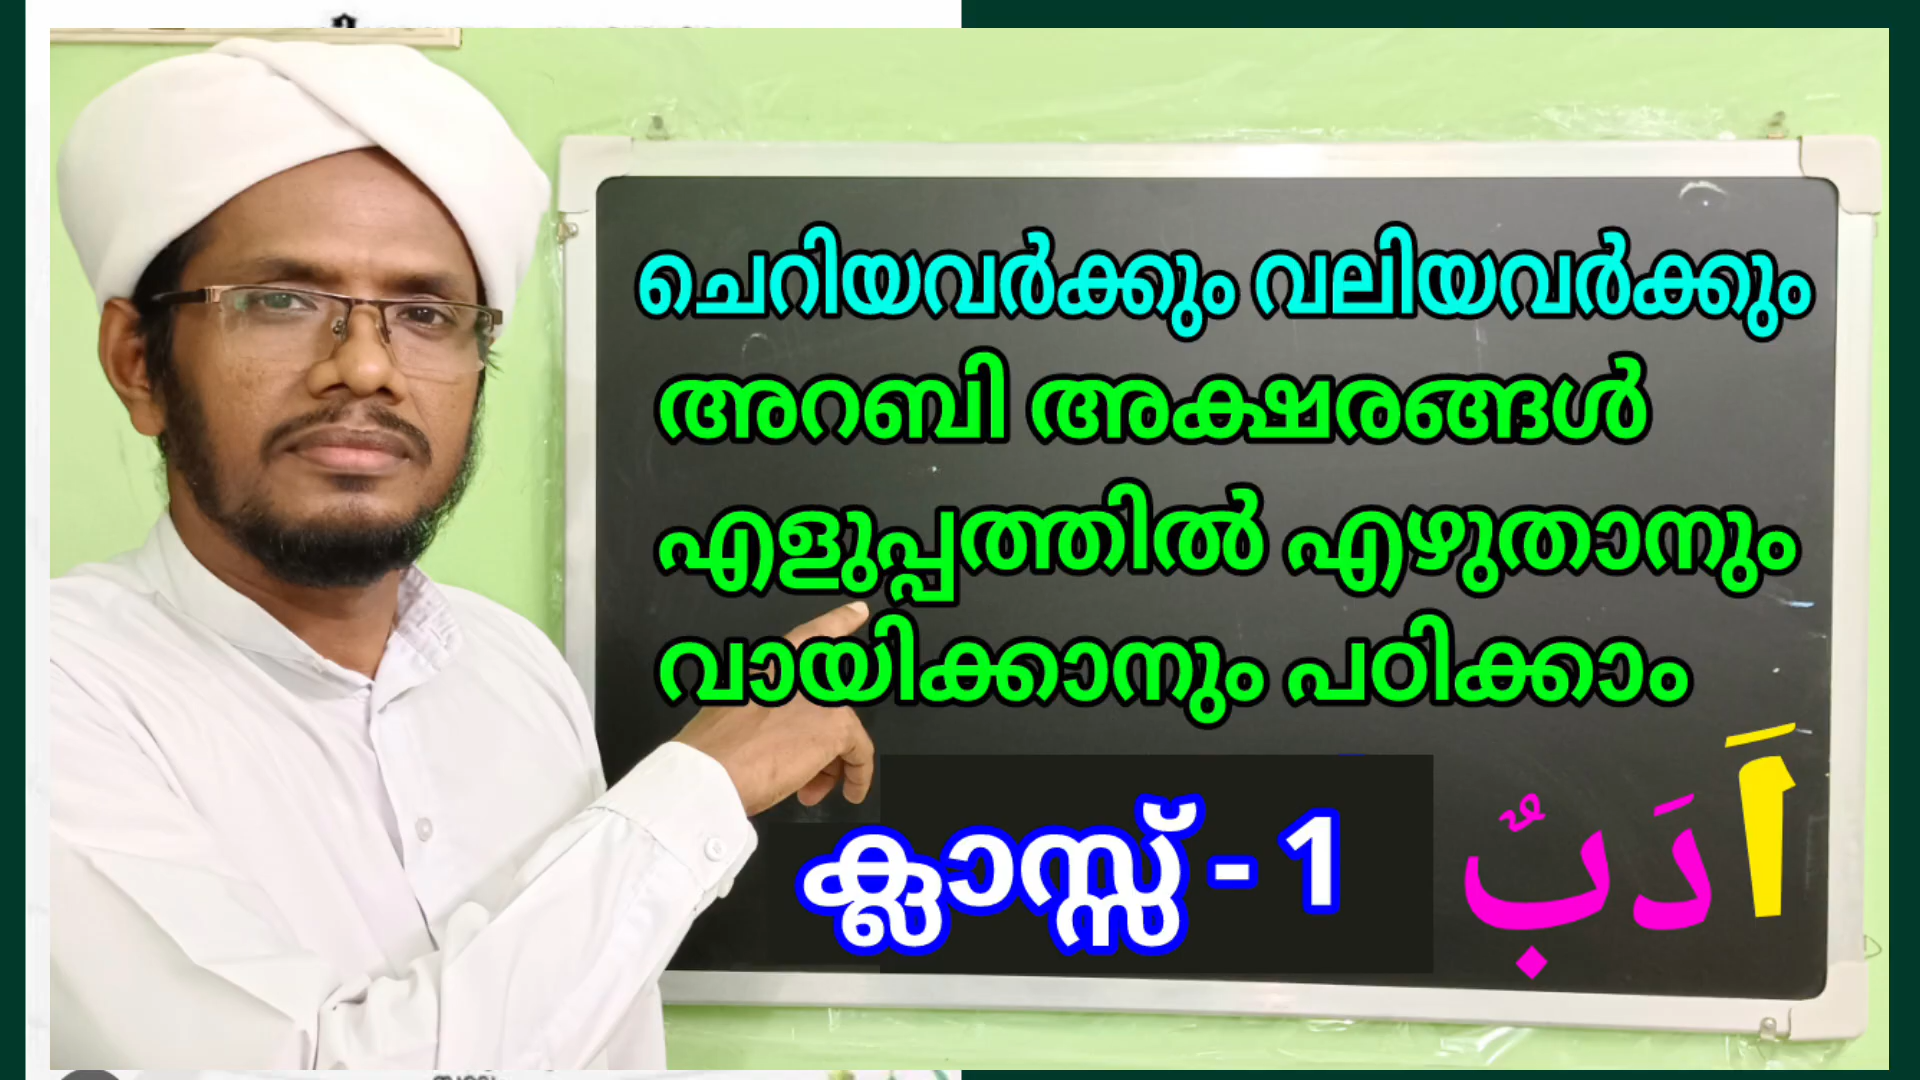 ചെറിയവർക്കും വലിയവർക്കും
അറബി അക്ഷരങ്ങൾ
എളുപ്പത്തിൽ എഴുതാനും
വായിക്കാനും പഠിക്കാം
ക്ലാസ്സ് - 1
اَدَبٌ